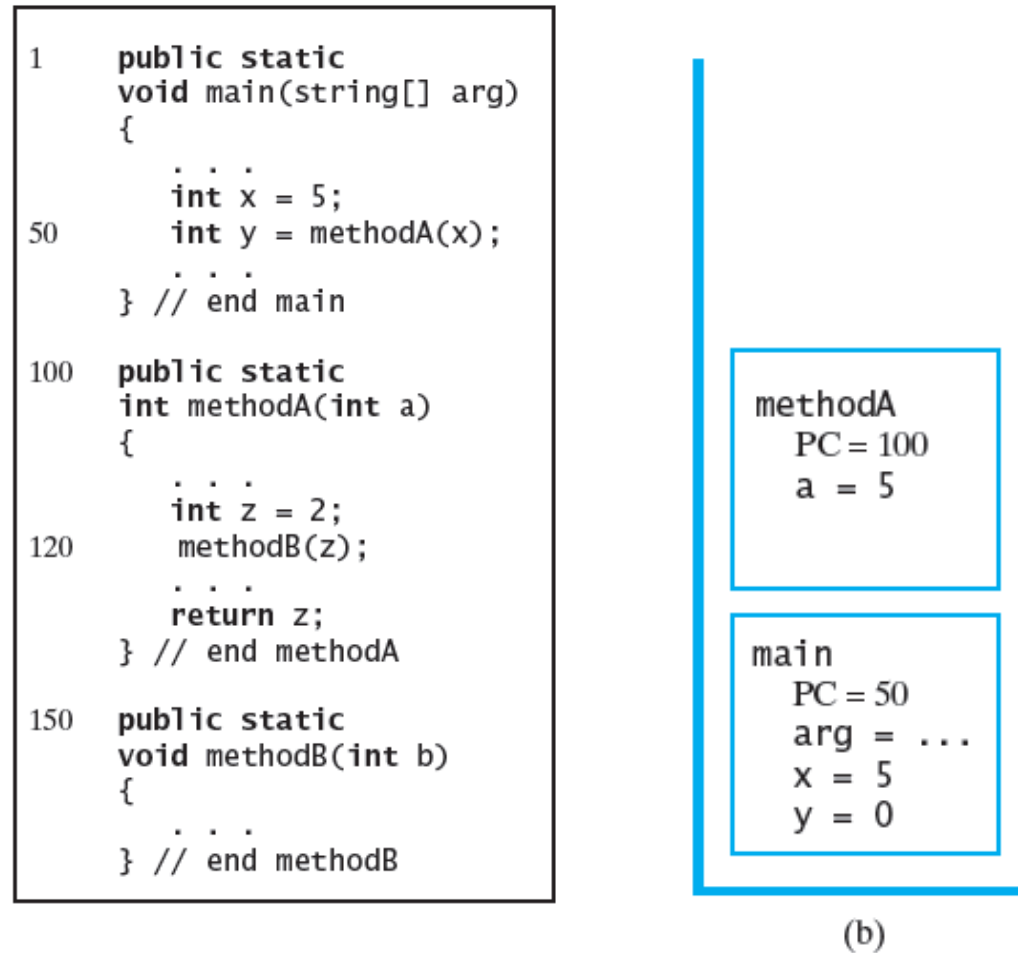 1 public static
void main(string[] arg)
{
. . .
int x = 5;
50 int y = methodA(x);
. . .
} // end main
100 public static
int methodA(int a)
{
. . .
int z = 2;
120 methodB(z);
. . .
return z;
} // end methodA
150 public static
void methodB(int b)
{
. . .
} // end methodB
methodA
PC = 100
a = 5
main
PC = 50
arg = ...
x = 5
y = 0
(b)